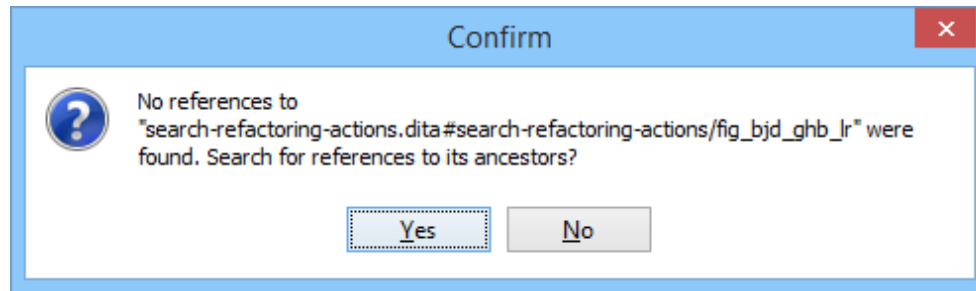 Confirm
No references to
"search-refactoring-actions.dita#search-refactoring-actions/fig_bjd_ghb_lr" were
found. Search for references to its ancestors?
Yes
No